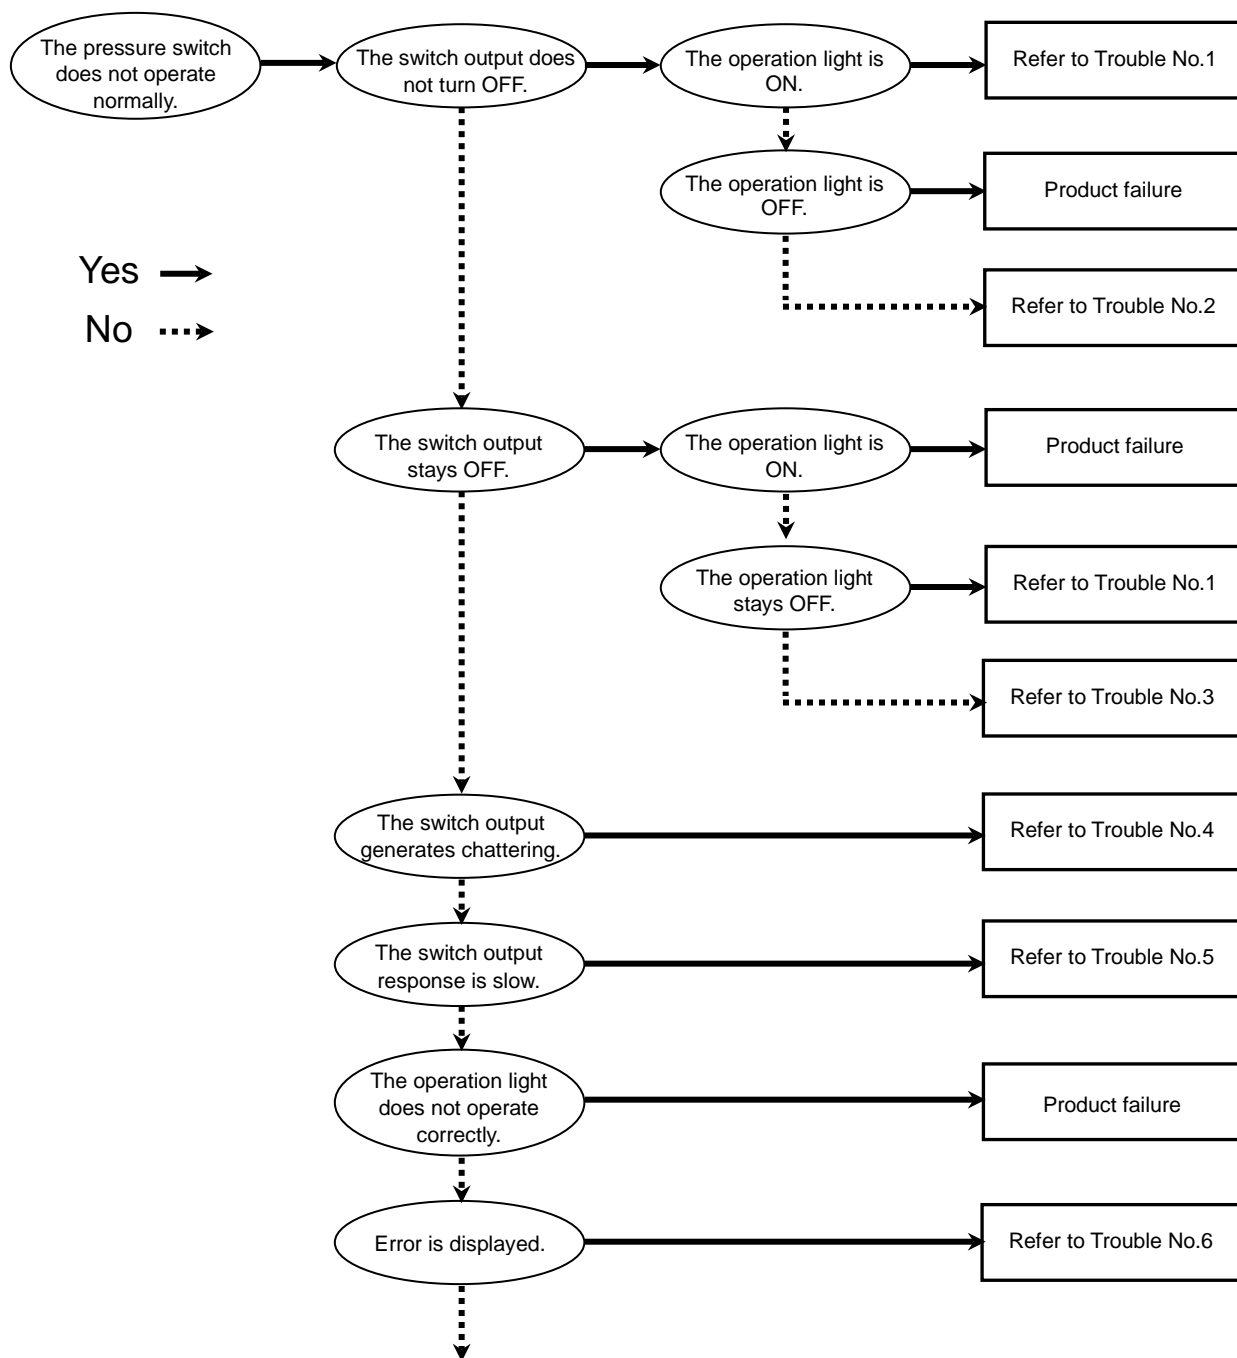 The pressure switch
does not operate
normally.
The switch output does
not turn OFF.
The operation light is
ON.
Refer to Trouble No.1
The operation light is
OFF.
Product failure
Yes
No
Refer to Trouble No.2
The switch output
stays OFF.
The operation light is
ON.
Product failure
The operation light
stays OFF.
Refer to Trouble No.1
Refer to Trouble No.3
The switch output
generates chattering.
Refer to Trouble No.4
The switch output
response is slow.
Refer to Trouble No.5
The operation light
does not operate
correctly.
Product failure
Error is displayed.
Refer to Trouble No.6